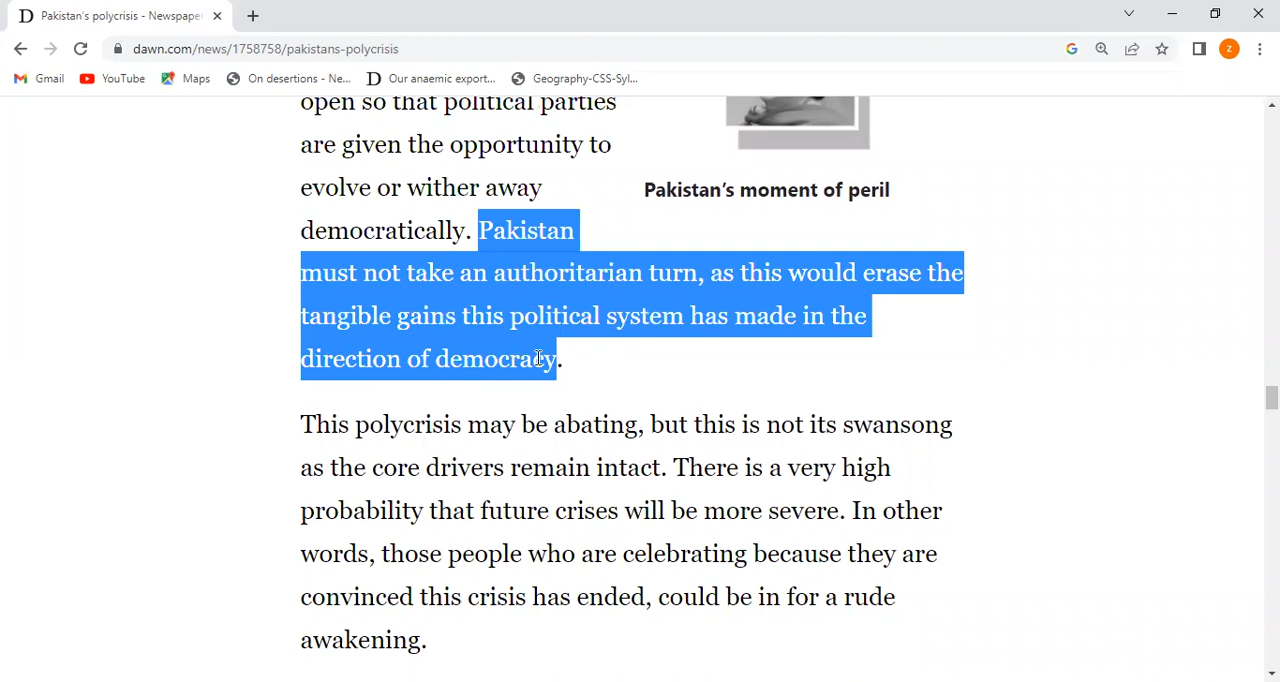 Pakistan's polycrisis - Newspaper
dawn.com/news/1758758/pakistans-polycrisis
Z
Gmail
YouTube
Maps
On desertions - Ne...
Our anaemic export...
Geography-CSS-Syl...
open so that political parties
are given the opportunity to
evolve or wither away
democratically. Pakistan
must not take an authoritarian turn, as this would erase the
tangible gains this political system has made in the
direction of democracy.
Pakistan's moment of peril
This polycrisis may be abating, but this is not its swansong
as the core drivers remain intact. There is a very high
probability that future crises will be more severe. In other
words, those people who are celebrating because they are
convinced this crisis has ended, could be in for a rude
awakening.